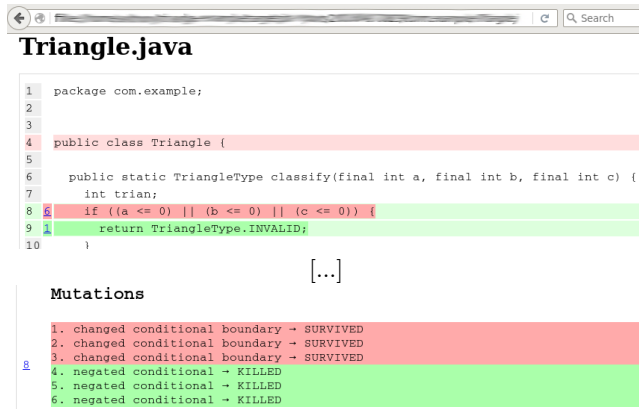 Search
Triangle.java
1 package com.example;
2
3
4 public class Triangle {
5
6 public static TriangleType classify(final int a, final int b, final int c) {
7 int trian;
8 6 if ((a <= 0) || (b <= 0) || (c <= 0)) {
9 1 return TriangleType.INVALID;
10 }
[...]
Mutations
1. changed conditional boundary → SURVIVED
2. changed conditional boundary → SURVIVED
3. changed conditional boundary → SURVIVED
8
4. negated conditional → KILLED
5. negated conditional → KILLED
6. negated conditional → KILLED